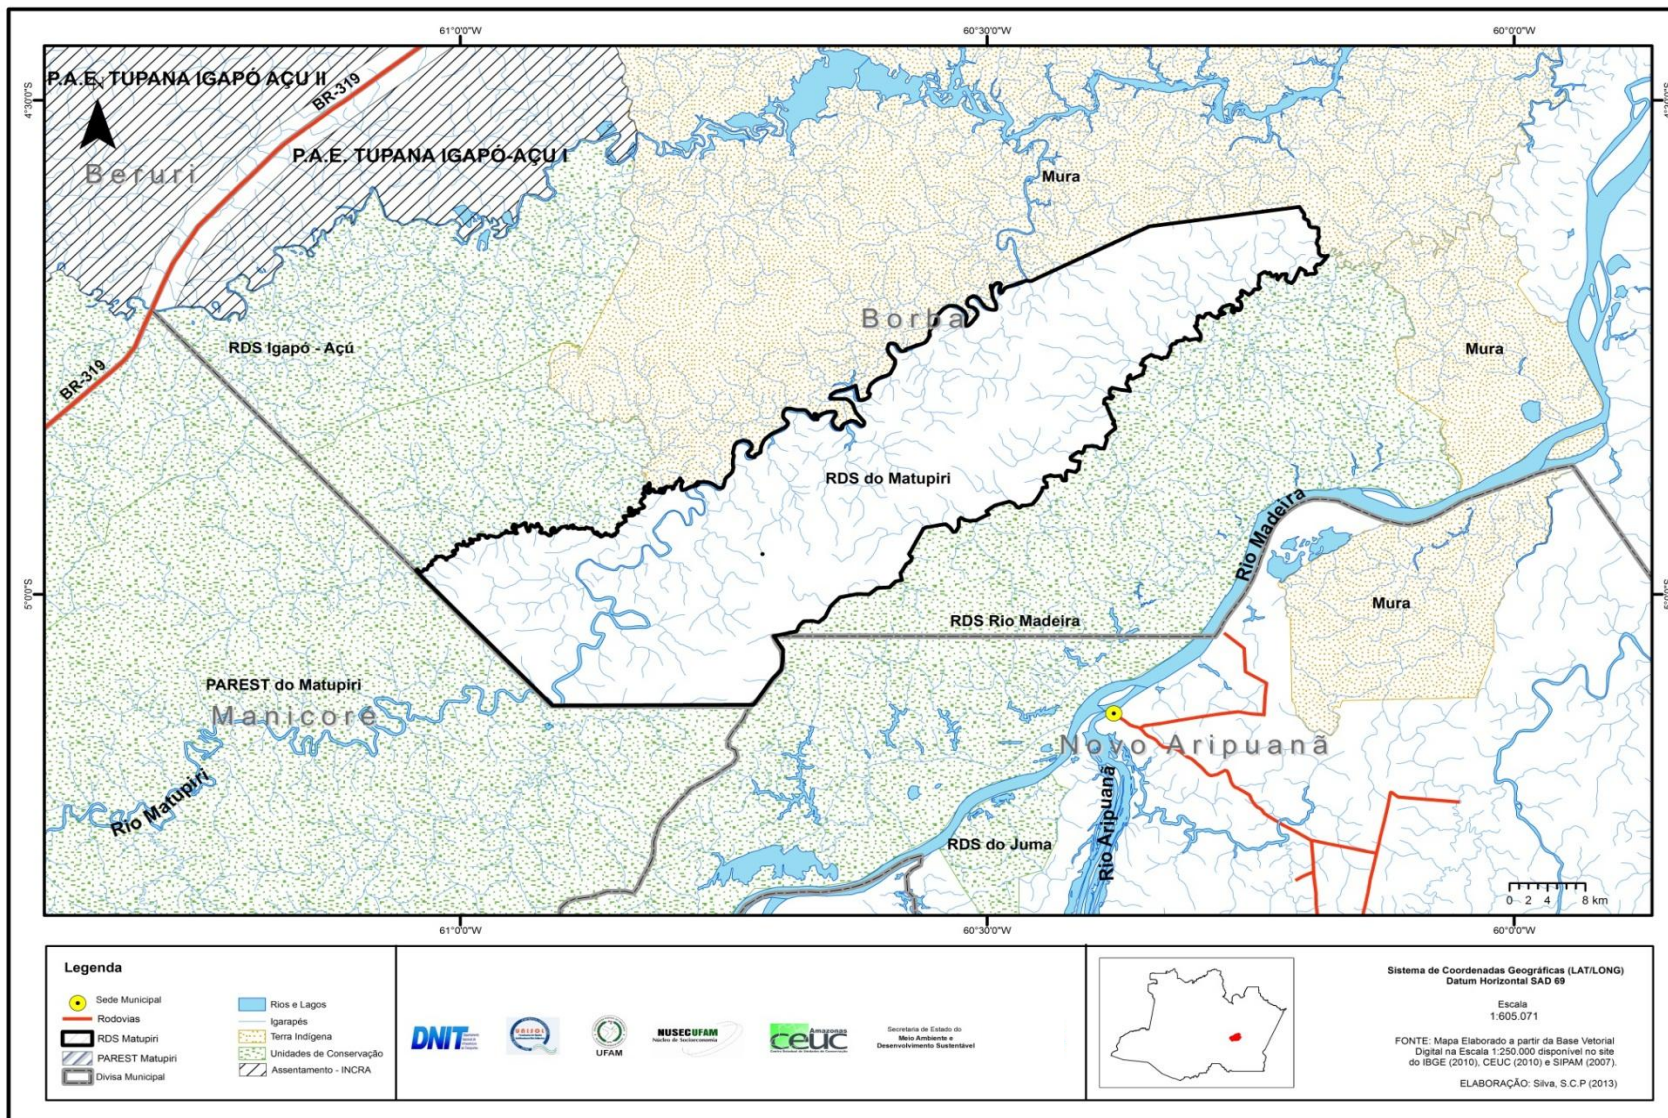 61°0'0"W
60°30'0"W
60°0'0"W
4°30'0"S
P.A.E. TUPANA IGAPÓ AÇU II
N
BR-319
P.A.E. TUPANA IGAPÓ-AÇU I
Beruri
Mura
Borba
RDS Igapó - Açú
Mura
BR-319
RDS do Matupiri
Rio Madeira
5°0'0"S
Mura
RDS Rio Madeira
PAREST do Matupiri
Manicoré
Novo Aripuanã
Rio Matupiri
Rio Aripuanã
RDS do Juma
0 2 4 8 km
61°0'0"W
60°30'0"W
60°0'0"W
Legenda
Sede Municipal
Rodovias
RDS Matupiri
PAREST Matupiri
Divisa Municipal
Rios e Lagos
Igarapés
Terra Indígena
Unidades de Conservação
Assentamento - INCRA
DNIT
UNISOL
UFAM
NUSECUFAM
Núcleo de Socioeconomia
Amazonas
ceuc
Secretaria de Estado do
Meio Ambiente e
Desenvolvimento Sustentável
Sistema de Coordenadas Geográficas (LAT/LONG)
Datum Horizontal SAD 69
Escala
1:605.071
FONTE: Mapa Elaborado a partir da Base Vetorial
Digital na Escala 1:250.000 disponível no site
do IBGE (2010), CEUC (2010) e SIPAM (2007).
ELABORAÇÃO: Silva, S.C.P (2013)